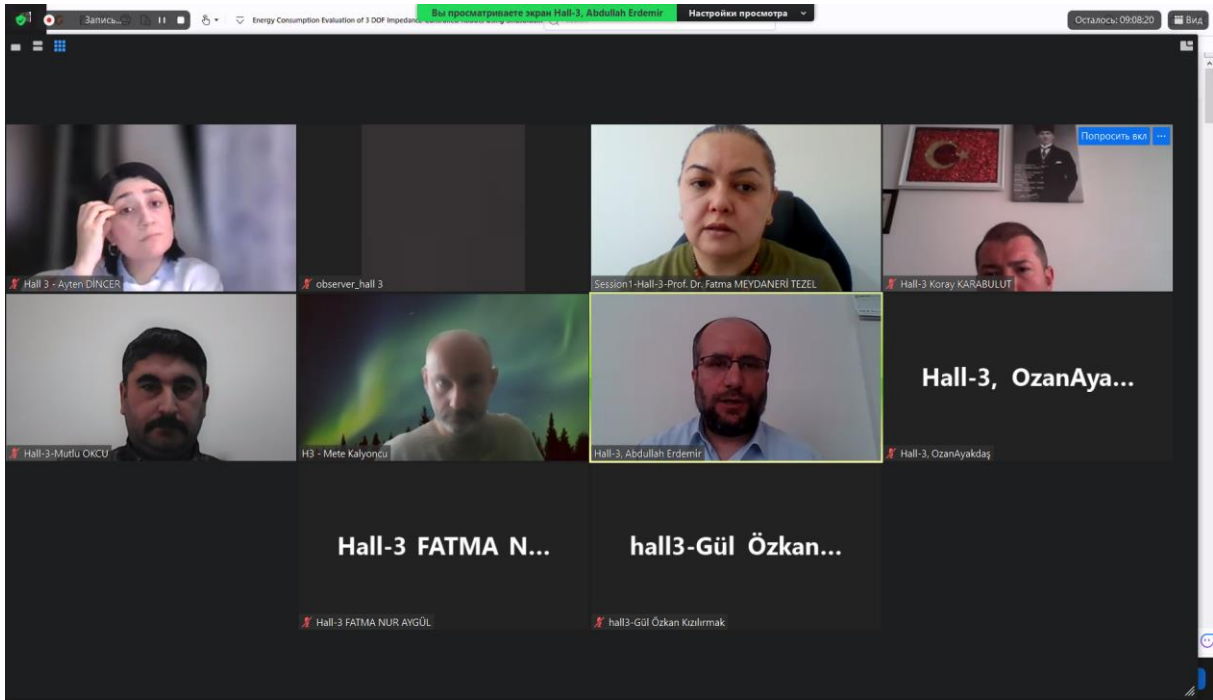 Запись...
Energy Consumption Evaluation of 3 DOF Impedance
Вы просматриваете экран Hall-3, Abdullah Erdemir
Настройки просмотра
Осталось: 09:08:20
Вид
Попросить вкл
Hall 3 - Ayten DİNCER
observer_hall 3
Session1-Hall-3-Prof. Dr. Fatma MEYDANERİ TEZEL
Hall-3 Koray KARABULUT
Hall-3, OzanAya...
Hall-3-Mutlu OKCU
H3 - Mete Kalyoncu
Hall-3, Abdullah Erdemir
Hall-3, OzanAyakdaş
Hall-3 FATMA N...
hall3-Gül Özkan...
Hall-3 FATMA NUR AYGÜL
hall3-Gül Özkan Kızılırmak